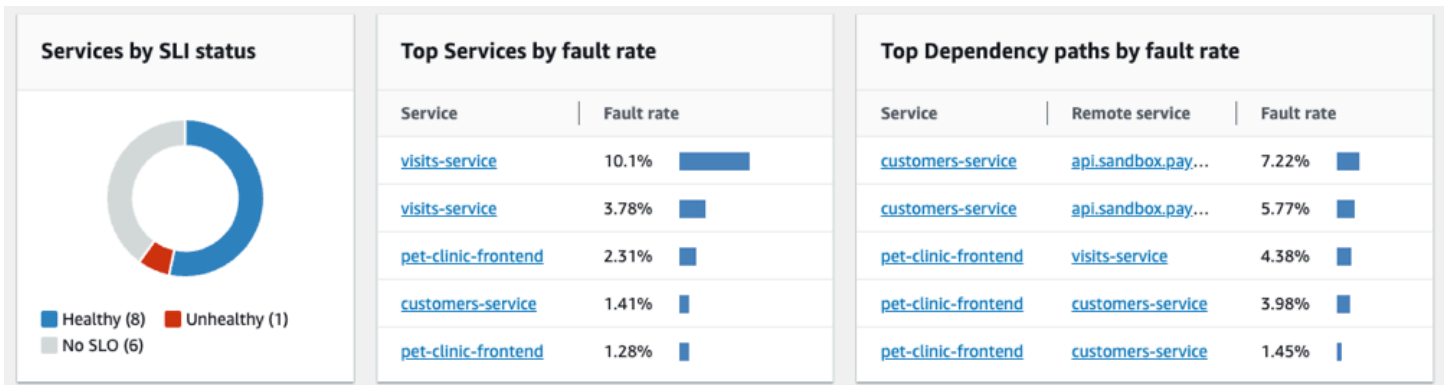 Services by SLI status
Healthy (8) Unhealthy (1)
No SLO (6)
Top Services by fault rate
Service Fault rate
visits-service 10.1%
visits-service 3.78%
pet-clinic-frontend 2.31%
customers-service 1.41%
pet-clinic-frontend 1.28%
Top Dependency paths by fault rate
Service Remote service Fault rate
customers-service api.sandbox.pay... 7.22%
customers-service api.sandbox.pay... 5.77%
pet-clinic-frontend visits-service 4.38%
pet-clinic-frontend customers-service 3.98%
pet-clinic-frontend customers-service 1.45%